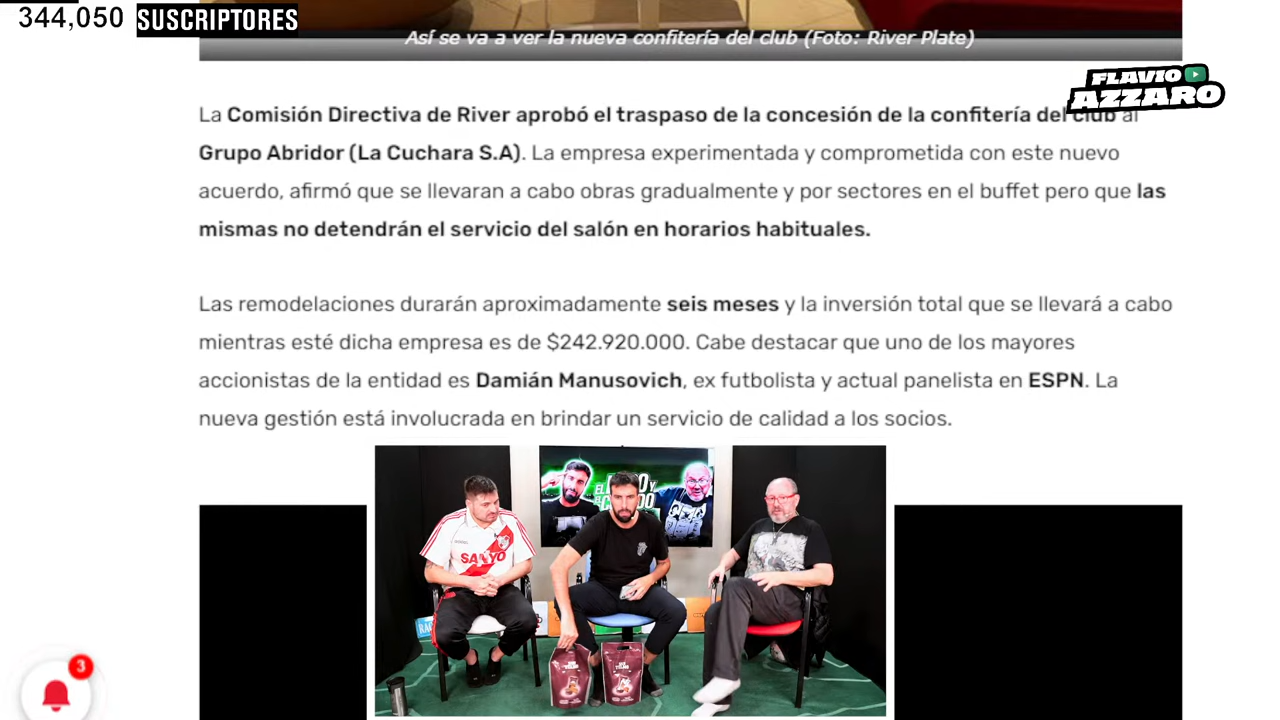 344,050 SUSCRIPTORES
Así se va a ver la nueva confitería del club (Foto: River Plate)
FLAVIO
AZZARO
La Comisión Directiva de River aprobó el traspaso de la concesión de la confitería del club al
Grupo Abridor (La Cuchara S.A). La empresa experimentada y comprometida con este nuevo
acuerdo, afirmó que se llevaran a cabo obras gradualmente y por sectores en el buffet pero que las
mismas no detendrán el servicio del salón en horarios habituales.
Las remodelaciones durarán aproximadamente seis meses y la inversión total que se llevará a cabo
mientras esté dicha empresa es de $242.920.000. Cabe destacar que uno de los mayores
accionistas de la entidad es Damián Manusovich, ex futbolista y actual panelista en ESPN. La
nueva gestión está involucrada en brindar un servicio de calidad a los socios.
SANYO
3